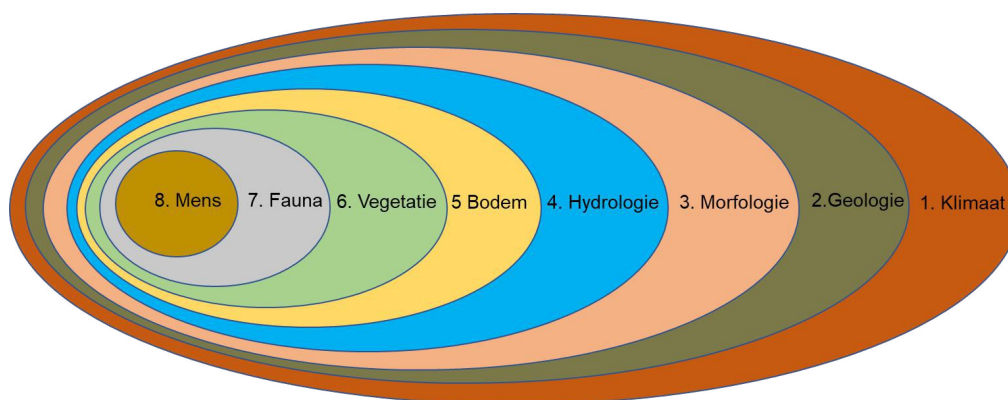 8. Mens 7. Fauna 6. Vegetatie 5 Bodem 4. Hydrologie 3. Morfologie 2.Geologie 1. Klimaat